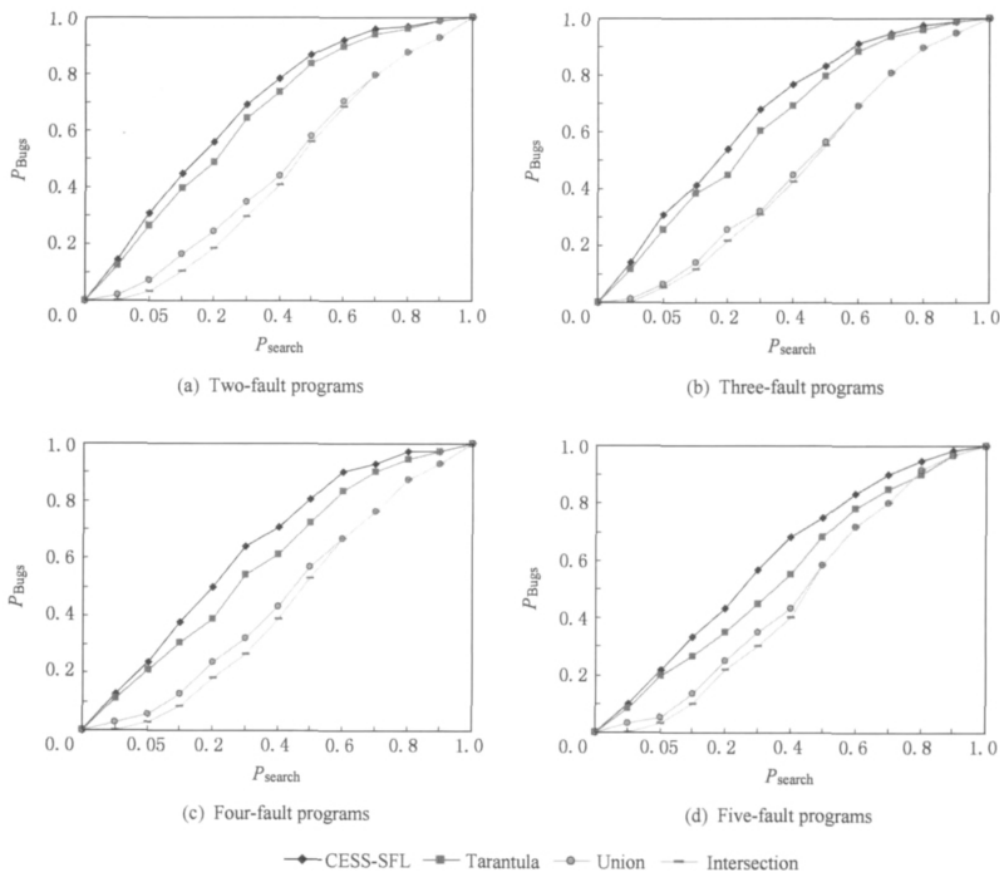 1.0
0.8
0.6
0.4
0.2
0.0
P_Bugs
0.05 0.2 0.4 0.6 0.8 1.0
P_search
(a) Two-fault programs
1.0
0.8
0.6
0.4
0.2
0.0
P_Bugs
0.05 0.2 0.4 0.6 0.8 1.0
P_search
(b) Three-fault programs
1.0
0.8
0.6
0.4
0.2
0.0
P_Bugs
0.05 0.2 0.4 0.6 0.8 1.0
P_search
(c) Four-fault programs
1.0
0.8
0.6
0.4
0.2
0.0
P_Bugs
0.05 0.2 0.4 0.6 0.8 1.0
P_search
(d) Five-fault programs
CESS-SFL Tarantula Union Intersection